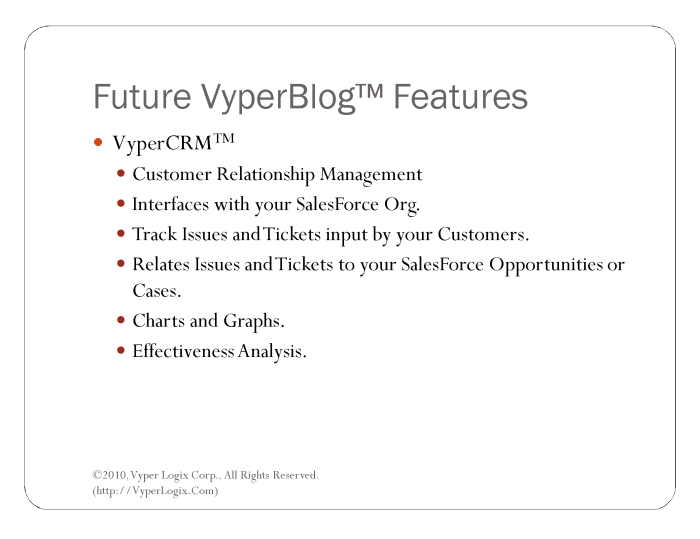 Future VyperBlog™ Features
• VyperCRM™
• Customer Relationship Management
• Interfaces with your SalesForce Org.
• Track Issues and Tickets input by your Customers.
• Relates Issues and Tickets to your SalesForce Opportunities or
Cases.
• Charts and Graphs.
• Effectiveness Analysis.
©2010, Vyper Logix Corp., All Rights Reserved.
(http://VyperLogix.Com)